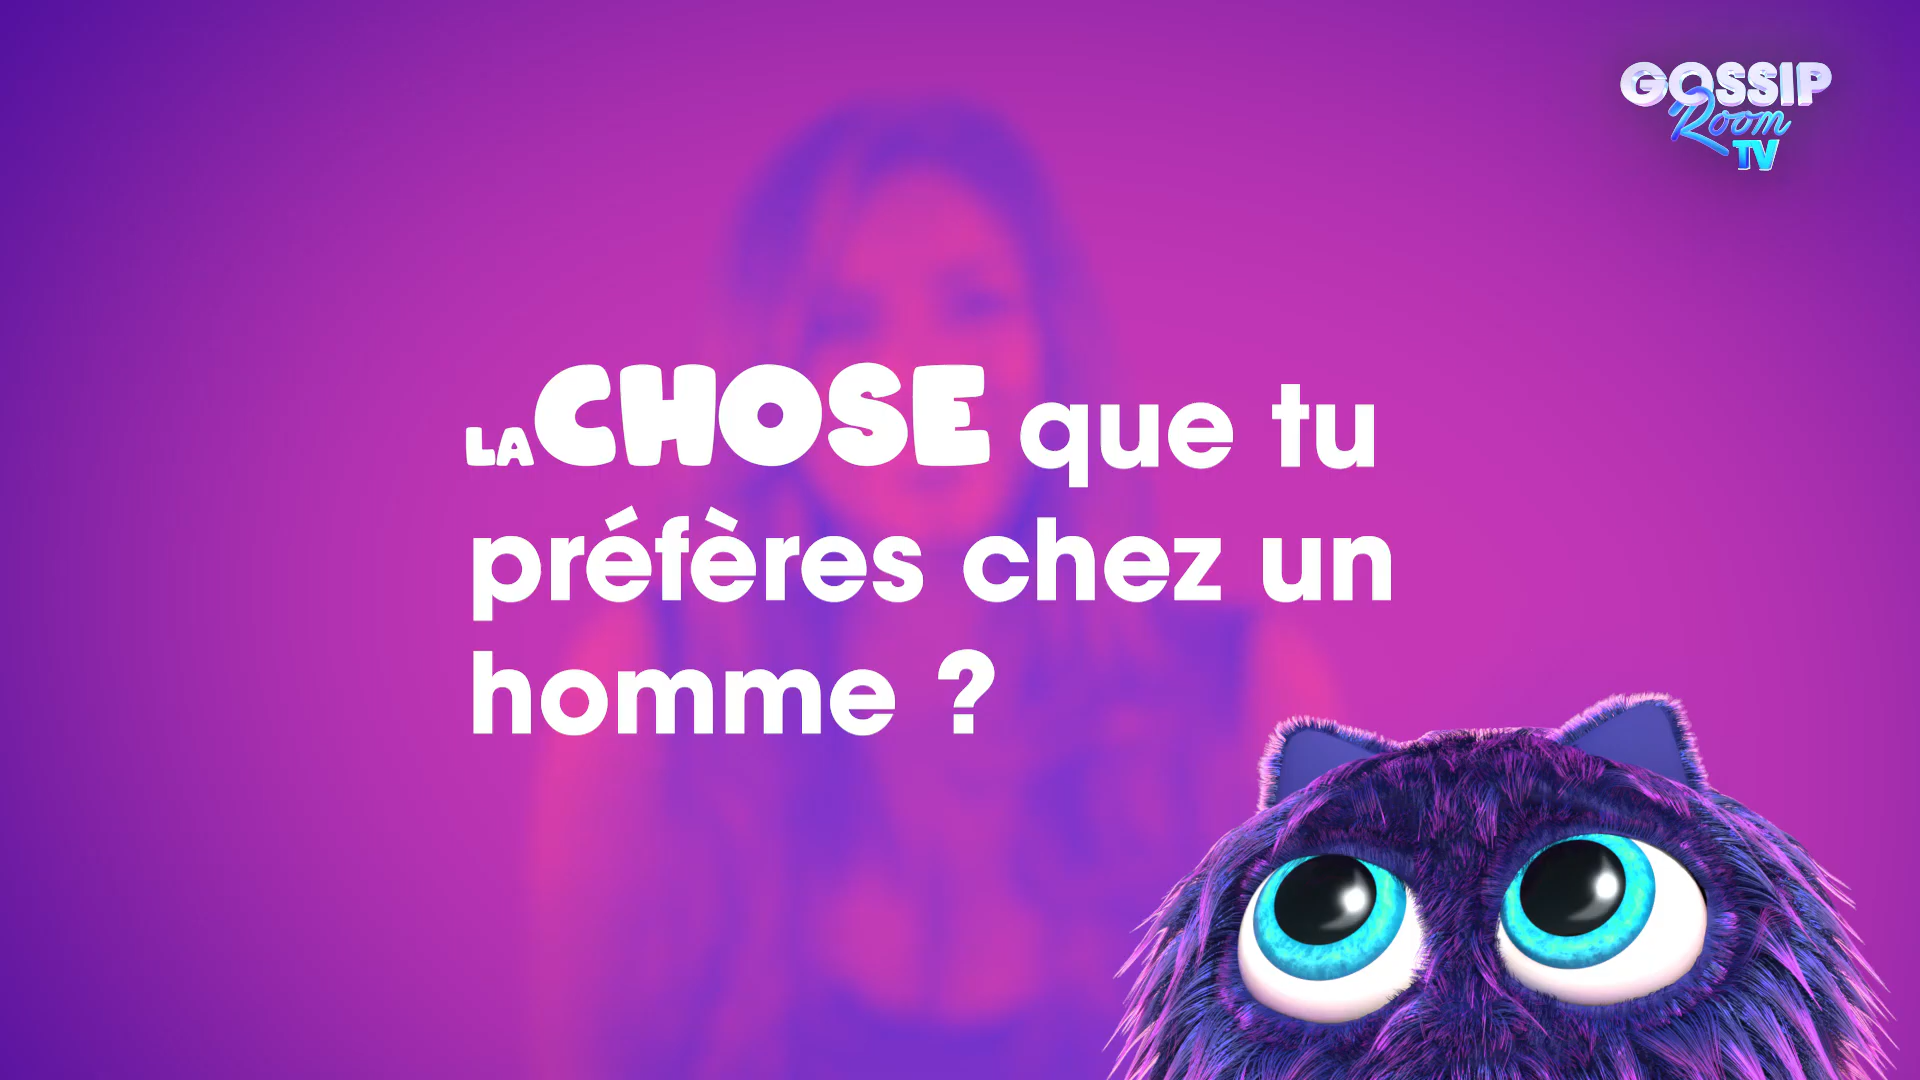 GOSSIP
Room
TV
LA CHOSE que tu
préfères chez un
homme ?